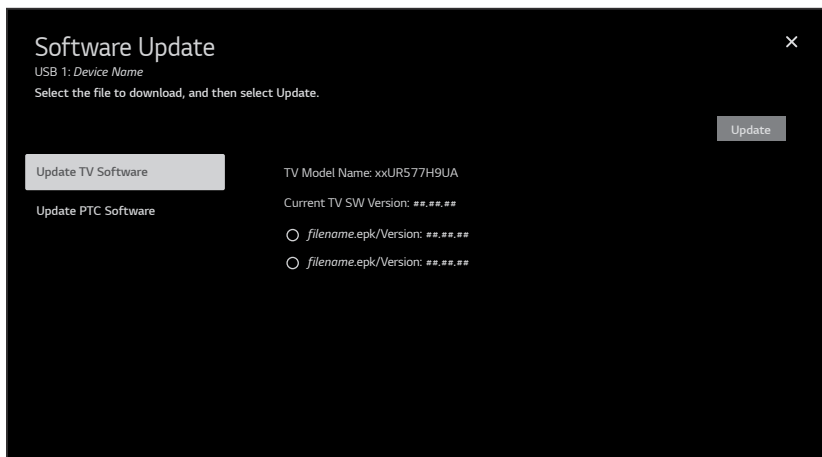 Software Update
×
USB 1: Device Name
Select the file to download, and then select Update.
Update
Update TV Software
TV Model Name: xxUR577H9UA
Update PTC Software
Current TV SW Version: ##.##.##
filename.epk/Version: ##.##.##
filename.epk/Version: ##.##.##